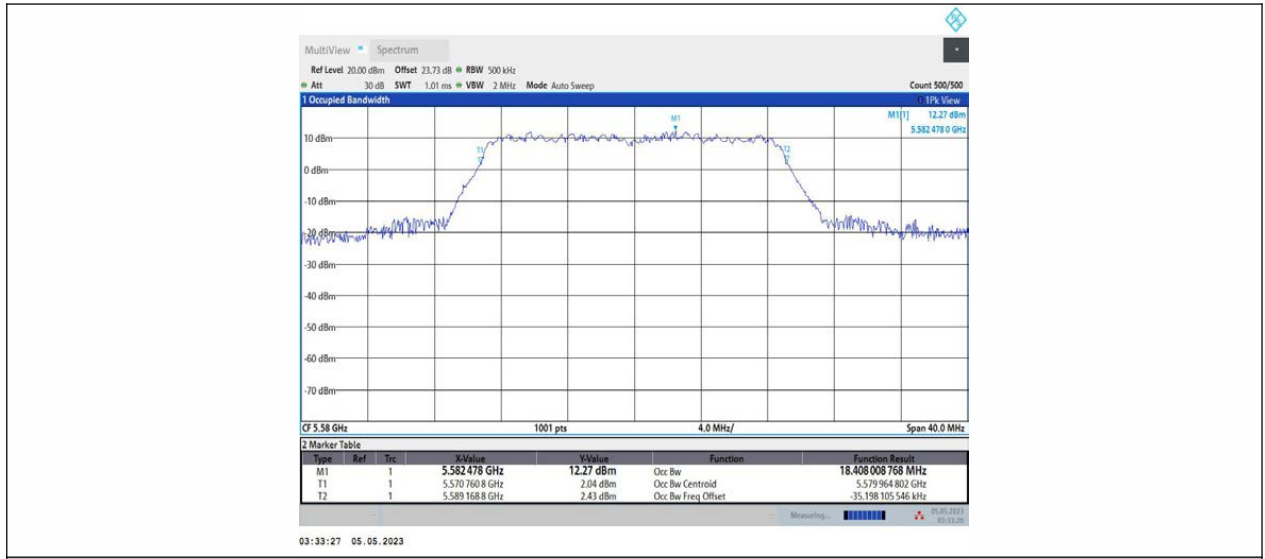 MultiView Spectrum
Ref Level 20.00 dBm Offset 23.73 dB RBW 500 kHz
Att 30 dB SWT 1.01 ms VBW 2 MHz Mode Auto Sweep Count 500/500
1 Occupied Bandwidth 1Pk View
M1[1] 12.27 dBm
5.582 478 0 GHz
M1
10 dBm
T1
T2
0 dBm
-10 dBm
-20 dBm
-30 dBm
-40 dBm
-50 dBm
-60 dBm
-70 dBm
CF 5.58 GHz 1001 pts 4.0 MHz/ Span 40.0 MHz
2 Marker Table
Type Ref Trc X-Value Y-Value Function Function Result
M1 1 5.582 478 GHz 12.27 dBm Occ Bw 18.408 008 768 MHz
T1 1 5.570 760 8 GHz 2.04 dBm Occ Bw Centroid 5.579 964 802 GHz
T2 1 5.589 168 8 GHz 2.43 dBm Occ Bw Freq Offset -35.198 105 546 kHz
Measuring... 05.05.2023
03:33:26
03:33:27 05.05.2023